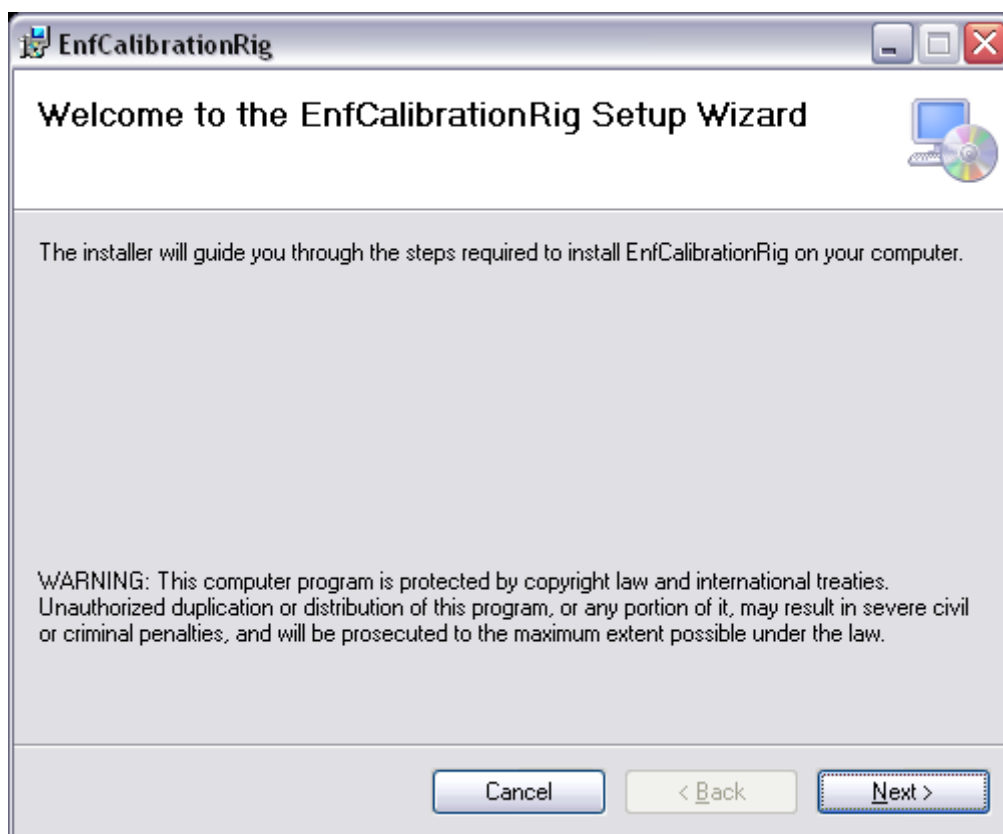 EnfCalibrationRig
Welcome to the EnfCalibrationRig Setup Wizard
The installer will guide you through the steps required to install EnfCalibrationRig on your computer.
WARNING: This computer program is protected by copyright law and international treaties.
Unauthorized duplication or distribution of this program, or any portion of it, may result in severe civil
or criminal penalties, and will be prosecuted to the maximum extent possible under the law.
Cancel < Back Next >